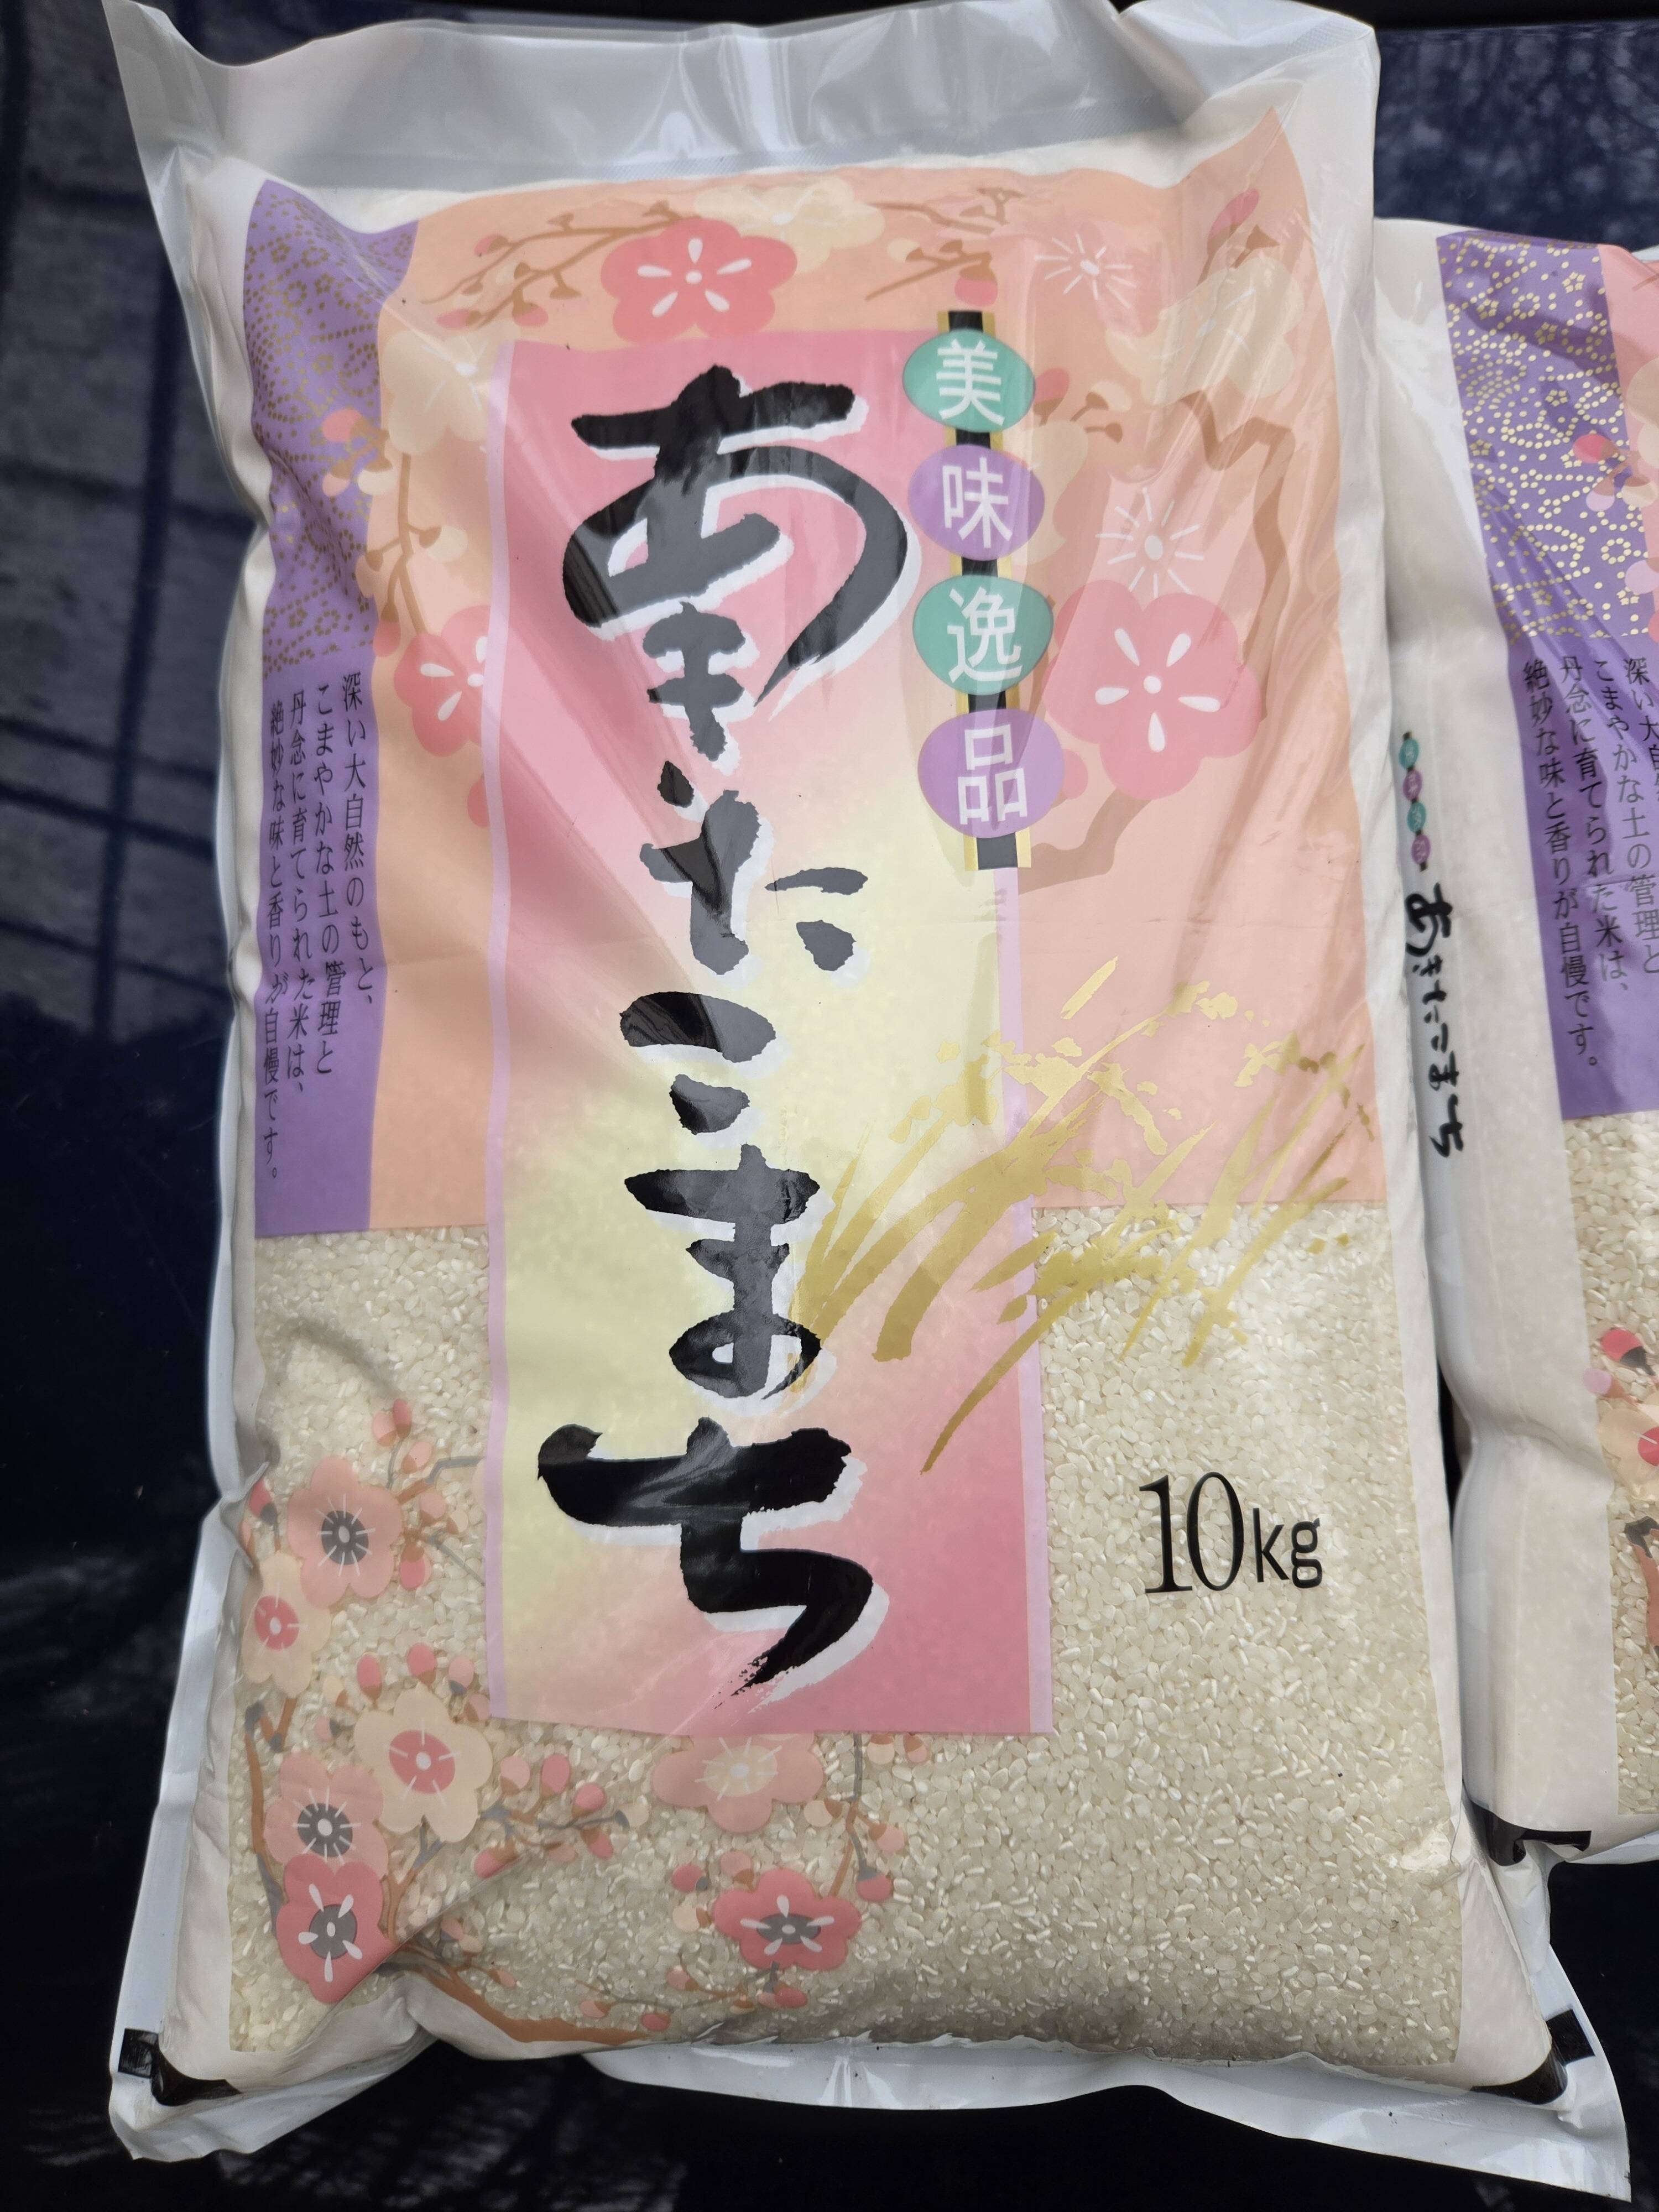 美味逸品
あきたこまち
深い大自然のもと、
こまやかな土の管理と
丹念に育てられた米は、
絶妙な味と香りが自慢です。
10kg
あきたこまち
深い大自然
こまやかな土の管理と
丹念に育てられた米は、
絶妙な味と香りが自慢です。